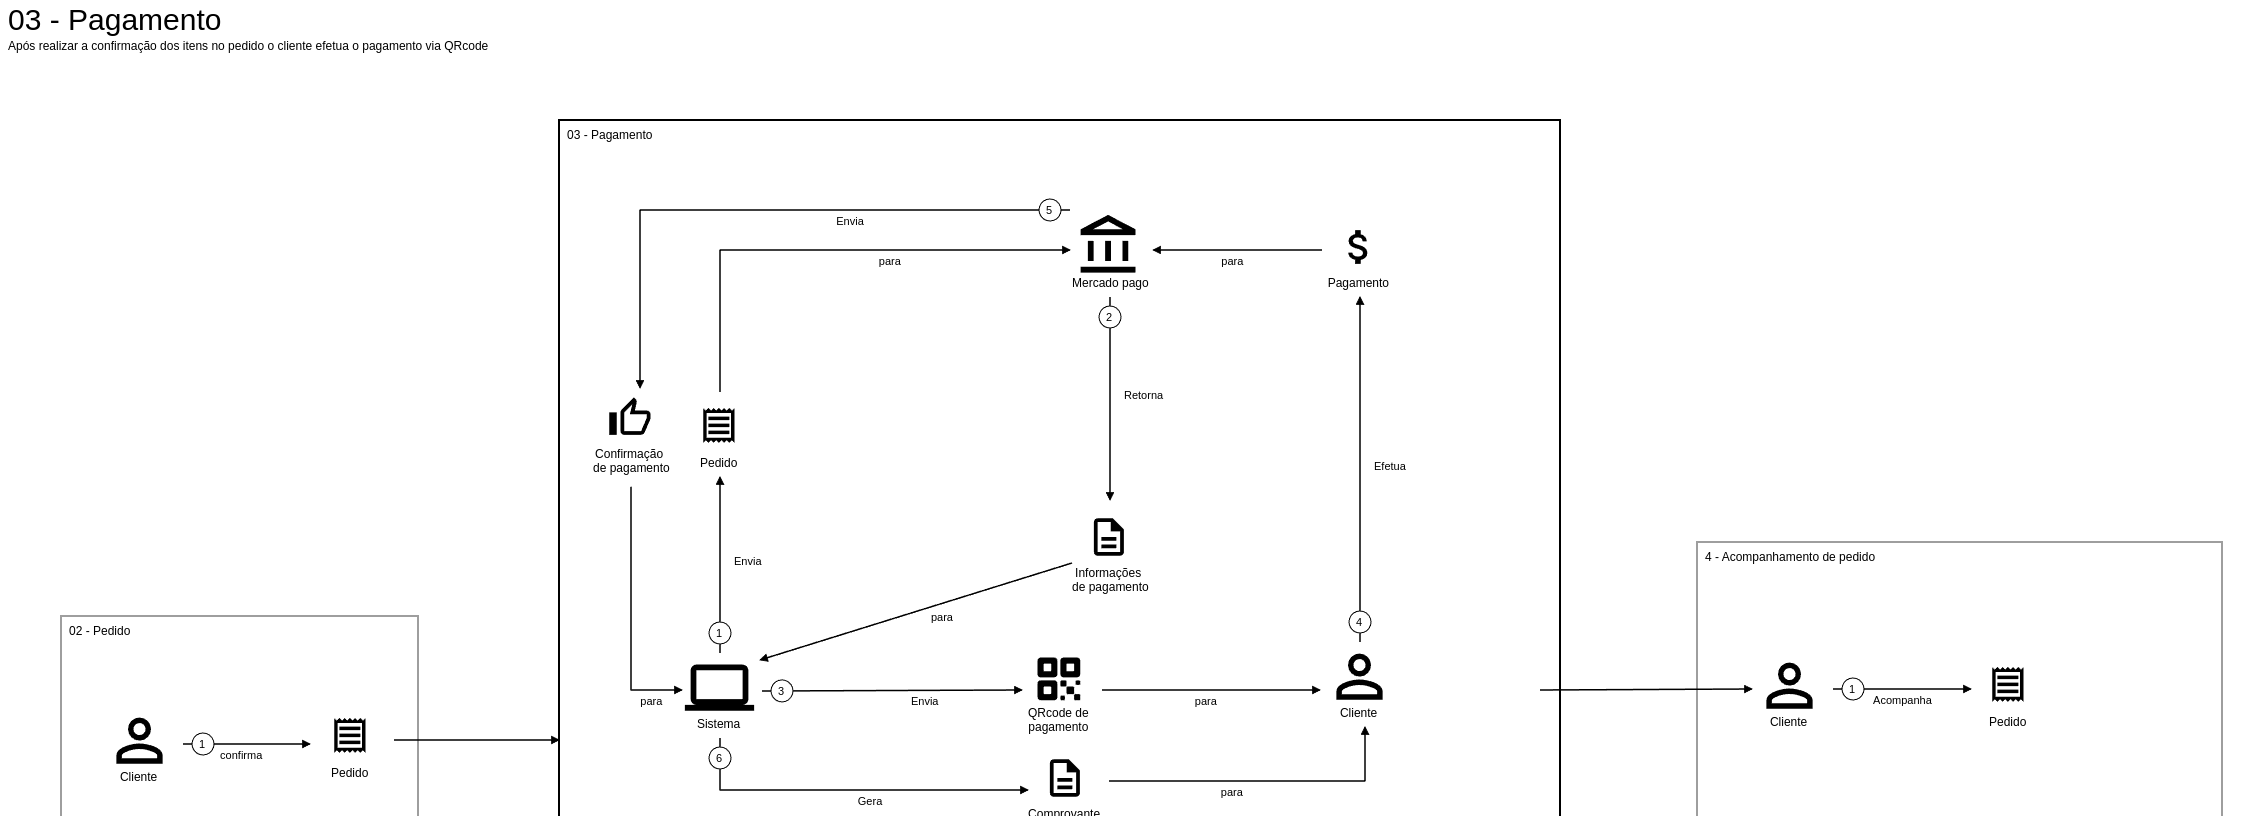 03 - Pagamento
Após realizar a confirmação dos itens no pedido o cliente efetua o pagamento via QRcode
03 - Pagamento
5
Envia
para
Mercado pago
para
Pagamento
2
Retorna
Confirmação
de pagamento
Pedido
Efetua
Envia
Informações
de pagamento
para
1
4
para
Sistema
3
Envia
QRcode de
pagamento
para
Cliente
6
Gera
Comprovante
para
02 - Pedido
Cliente
1
confirma
Pedido
4 - Acompanhamento de pedido
Cliente
1
Acompanha
Pedido